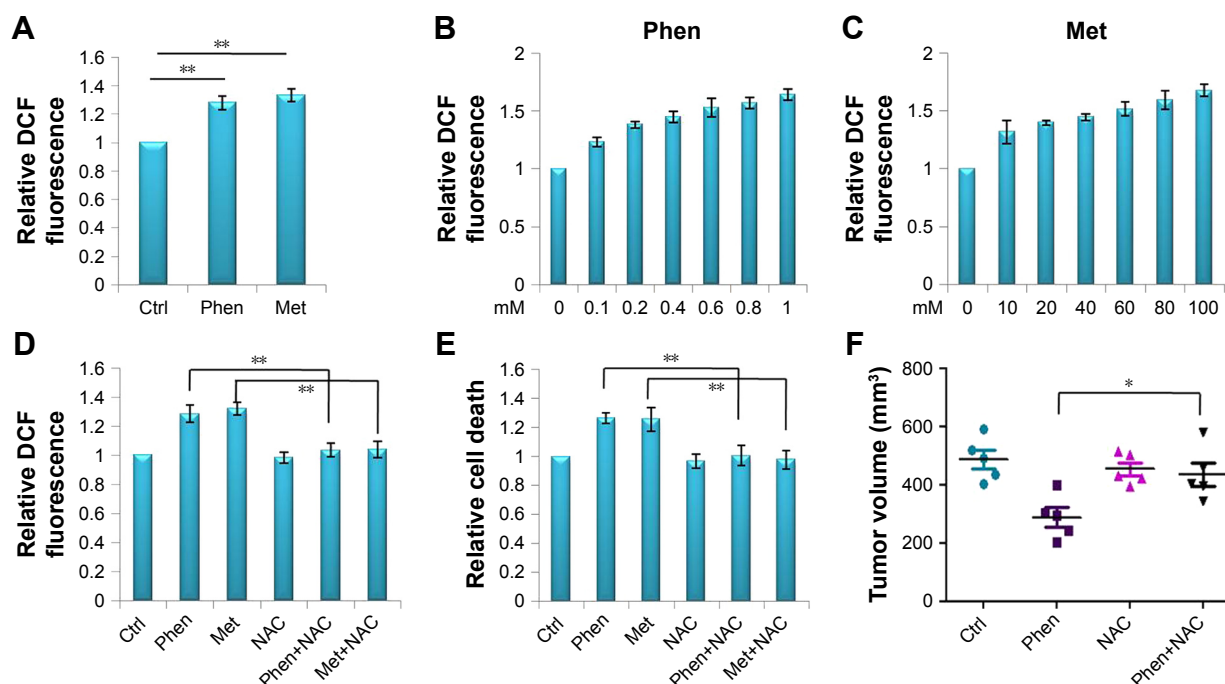 A
Relative DCF
fluorescence
1.6
1.4
1.2
1
0.8
0.6
0.4
0.2
0
**
**
Ctrl Phen Met
B
Phen
Relative DCF
fluorescence
2
1.5
1
0.5
0
mM 0 0.1 0.2 0.4 0.6 0.8 1
C
Met
Relative DCF
fluorescence
2
1.5
1
0.5
0
mM 0 10 20 40 60 80 100
D
Relative DCF
fluorescence
1.6
1.4
1.2
1
0.8
0.6
0.4
0.2
0
**
**
Ctrl Phen Met NAC Phen+NAC Met+NAC
E
Relative cell death
1.6
1.4
1.2
1
0.8
0.6
0.4
0.2
0
**
**
Ctrl Phen Met NAC Phen+NAC Met+NAC
F
Tumor volume (mm³)
800
600
400
200
0
*
Ctrl Phen NAC Phen+NAC